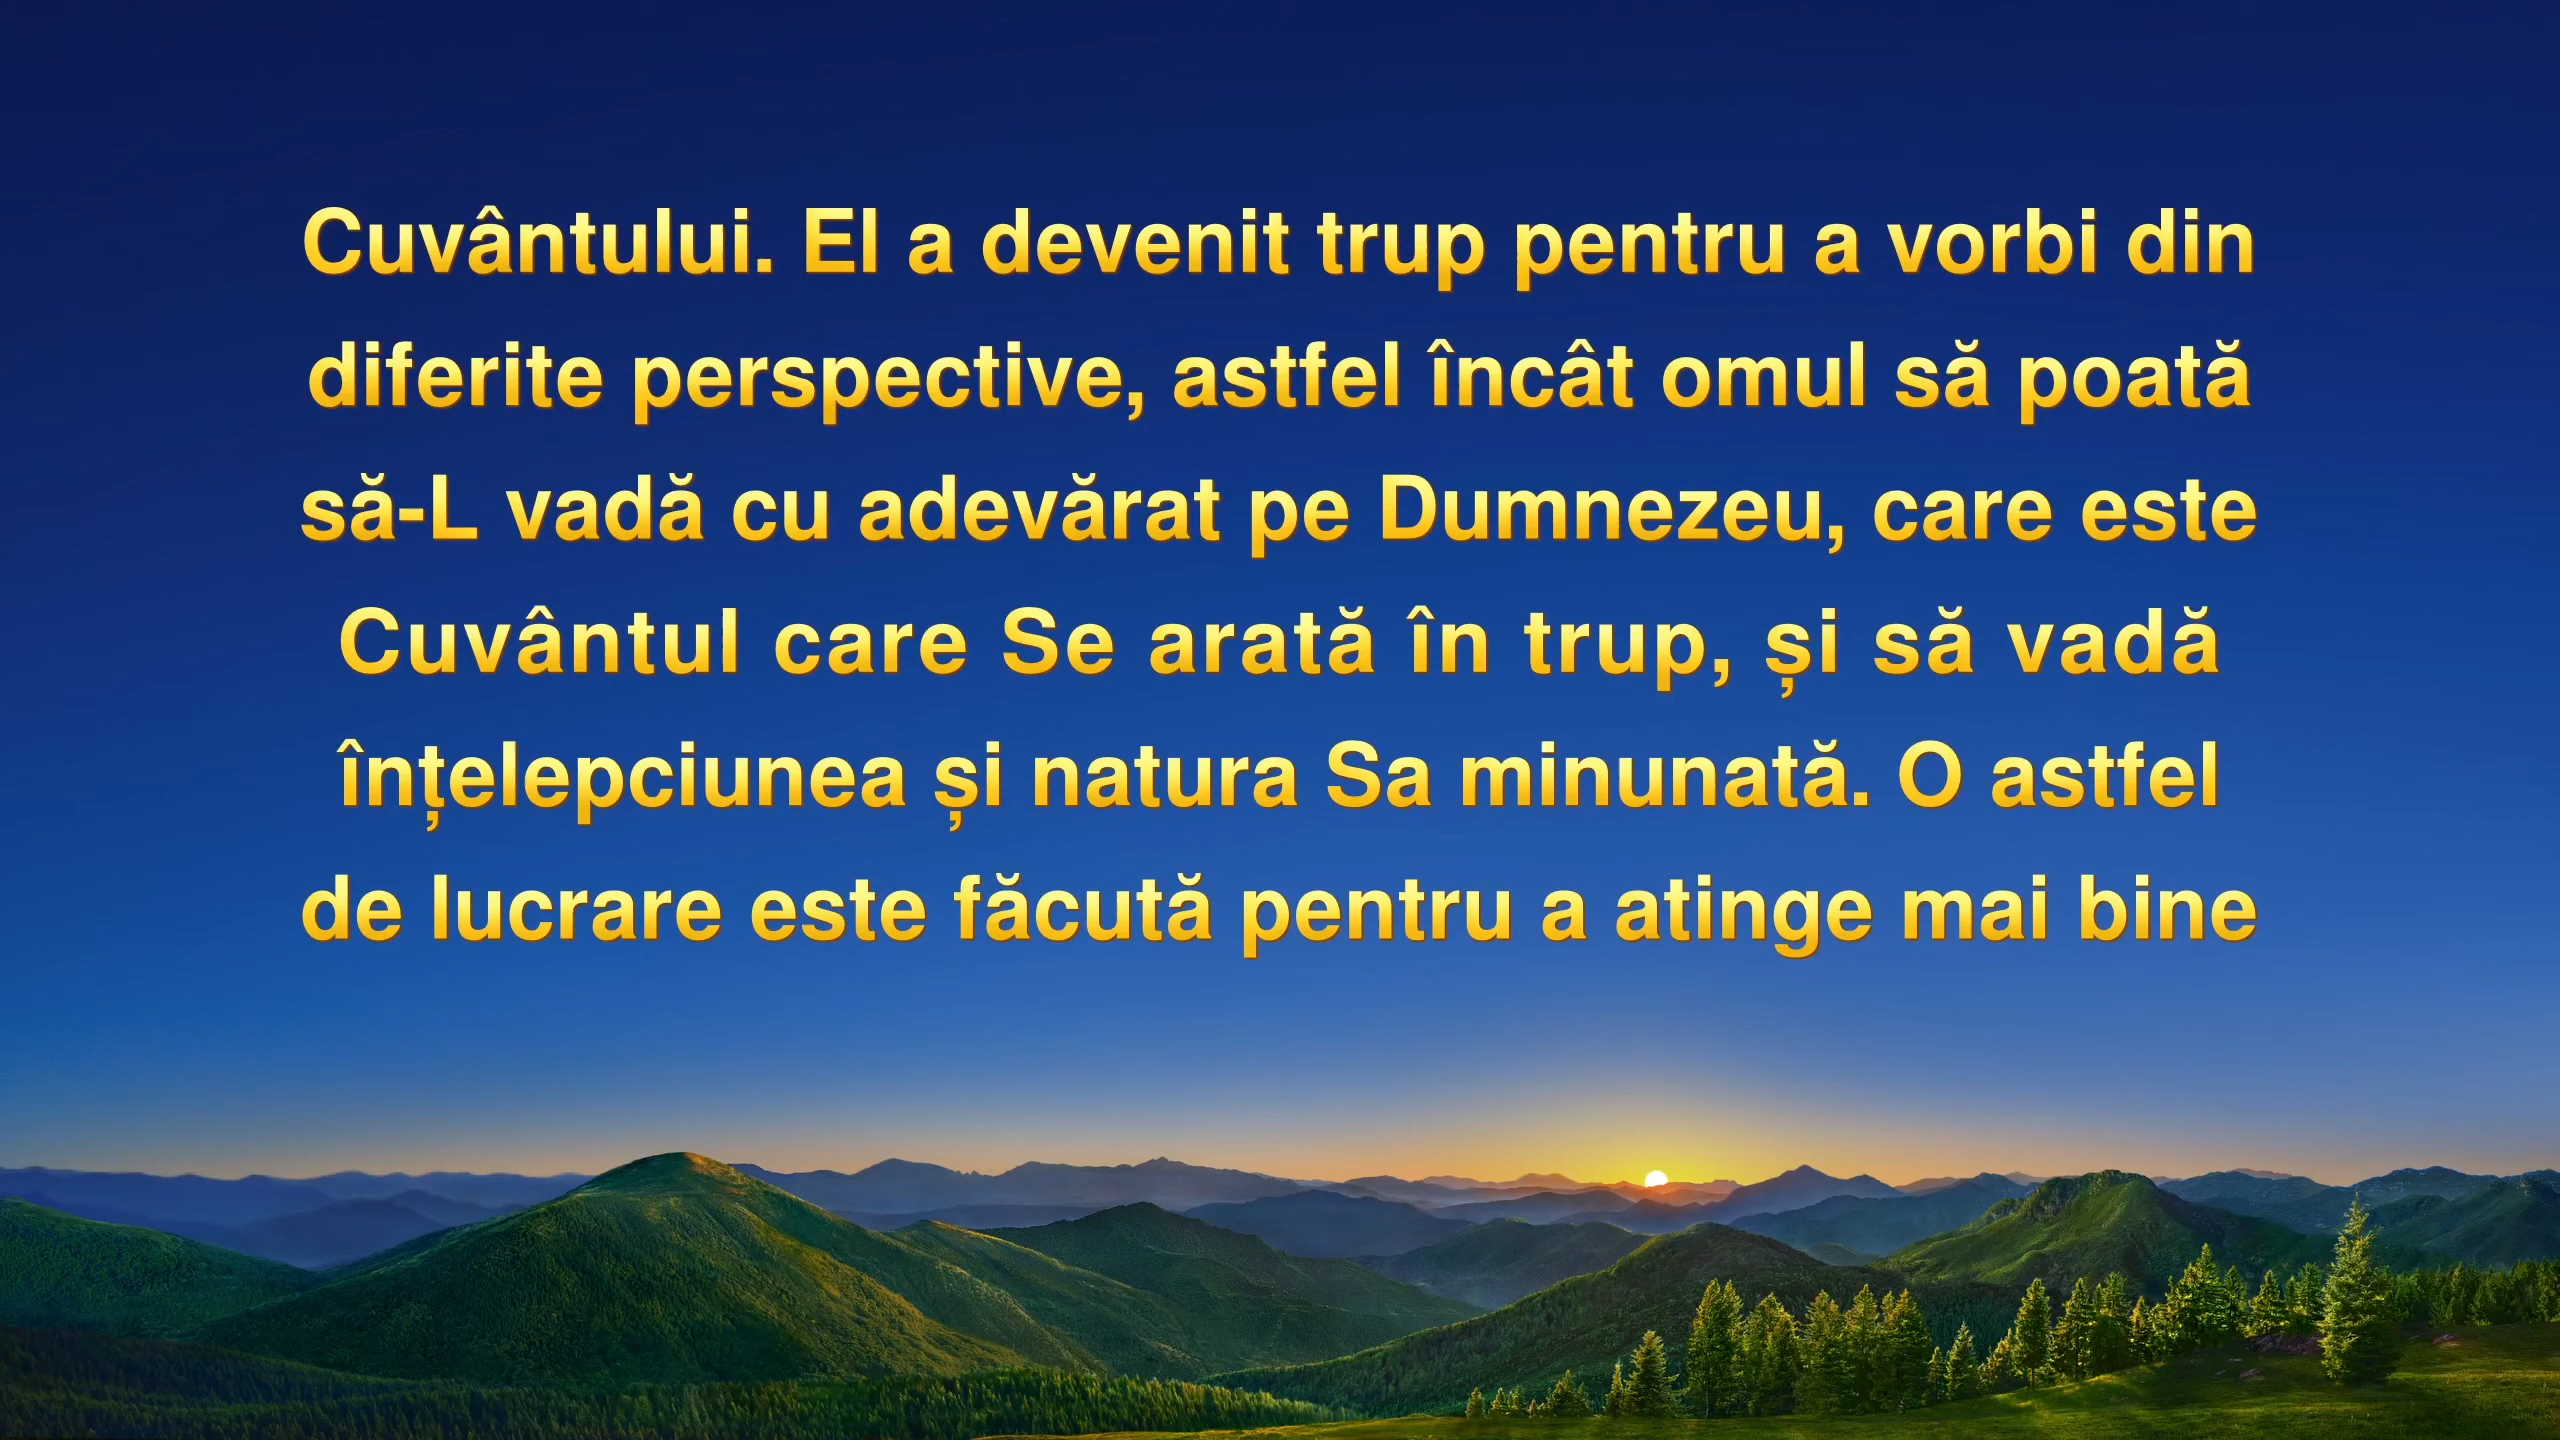 Cuvântului. El a devenit trup pentru a vorbi din
diferite perspective, astfel încât omul să poată
să-L vadă cu adevărat pe Dumnezeu, care este
Cuvântul care Se arată în trup, și să vadă
înțelepciunea și natura Sa minunată. O astfel
de lucrare este făcută pentru a atinge mai bine